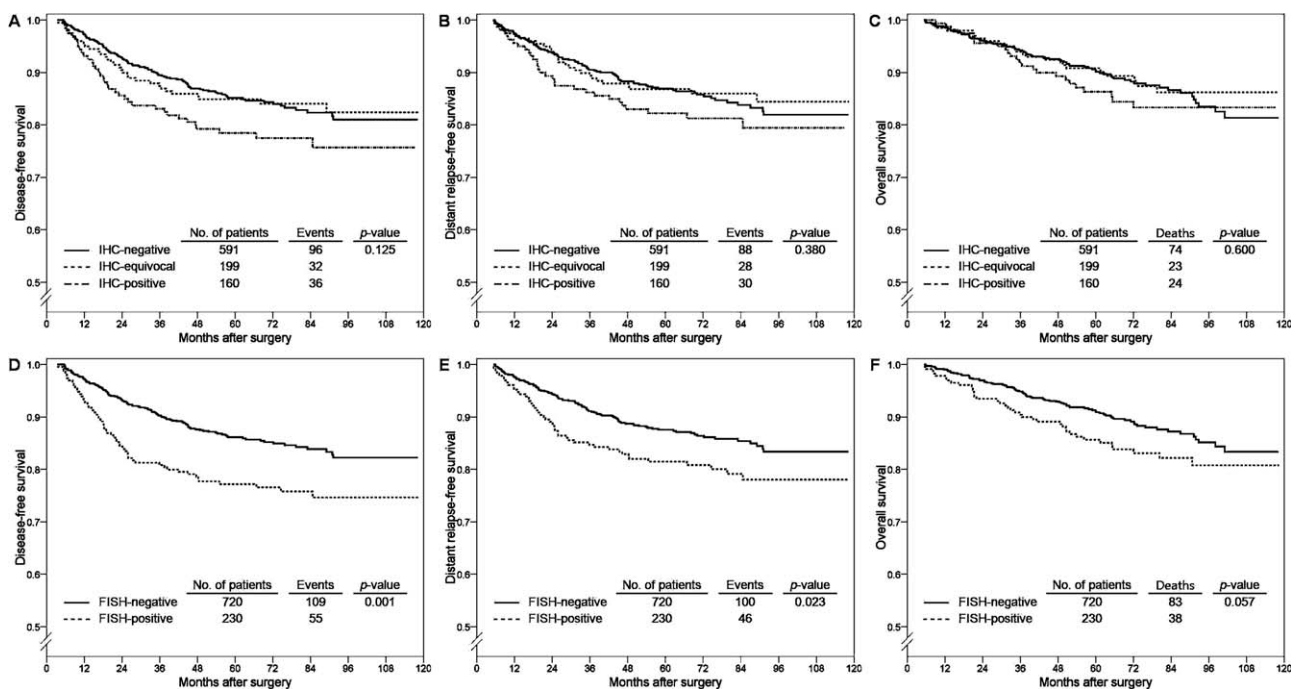 A
Disease-free survival
1.0
0.9
0.8
0.7
0.6
0.5
No. of patients Events p-value
IHC-negative 591 96 0.125
IHC-equivocal 199 32
IHC-positive 160 36
0 12 24 36 48 60 72 84 96 108 120
Months after surgery
B
Distant relapse-free survival
1.0
0.9
0.8
0.7
0.6
0.5
No. of patients Events p-value
IHC-negative 591 88 0.380
IHC-equivocal 199 28
IHC-positive 160 30
0 12 24 36 48 60 72 84 96 108 120
Months after surgery
C
Overall survival
1.0
0.9
0.8
0.7
0.6
0.5
No. of patients Deaths p-value
IHC-negative 591 74 0.600
IHC-equivocal 199 23
IHC-positive 160 24
0 12 24 36 48 60 72 84 96 108 120
Months after surgery
D
Disease-free survival
1.0
0.9
0.8
0.7
0.6
0.5
No. of patients Events p-value
FISH-negative 720 109 0.001
FISH-positive 230 55
0 12 24 36 48 60 72 84 96 108 120
Months after surgery
E
Distant relapse-free survival
1.0
0.9
0.8
0.7
0.6
0.5
No. of patients Events p-value
FISH-negative 720 100 0.023
FISH-positive 230 46
0 12 24 36 48 60 72 84 96 108 120
Months after surgery
F
Overall survival
1.0
0.9
0.8
0.7
0.6
0.5
No. of patients Deaths p-value
FISH-negative 720 83 0.057
FISH-positive 230 38
0 12 24 36 48 60 72 84 96 108 120
Months after surgery